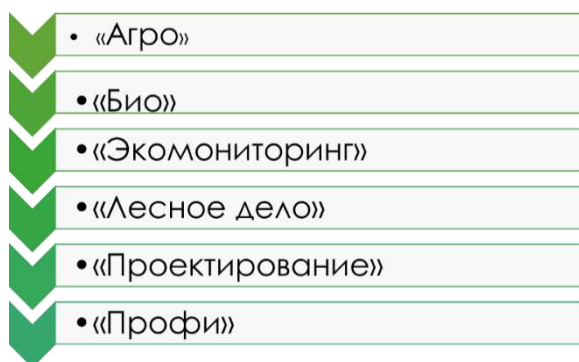 • «Агро»
•«Био»
•«Экомониторинг»
•«Лесное дело»
•«Проектирование»
•«Профи»